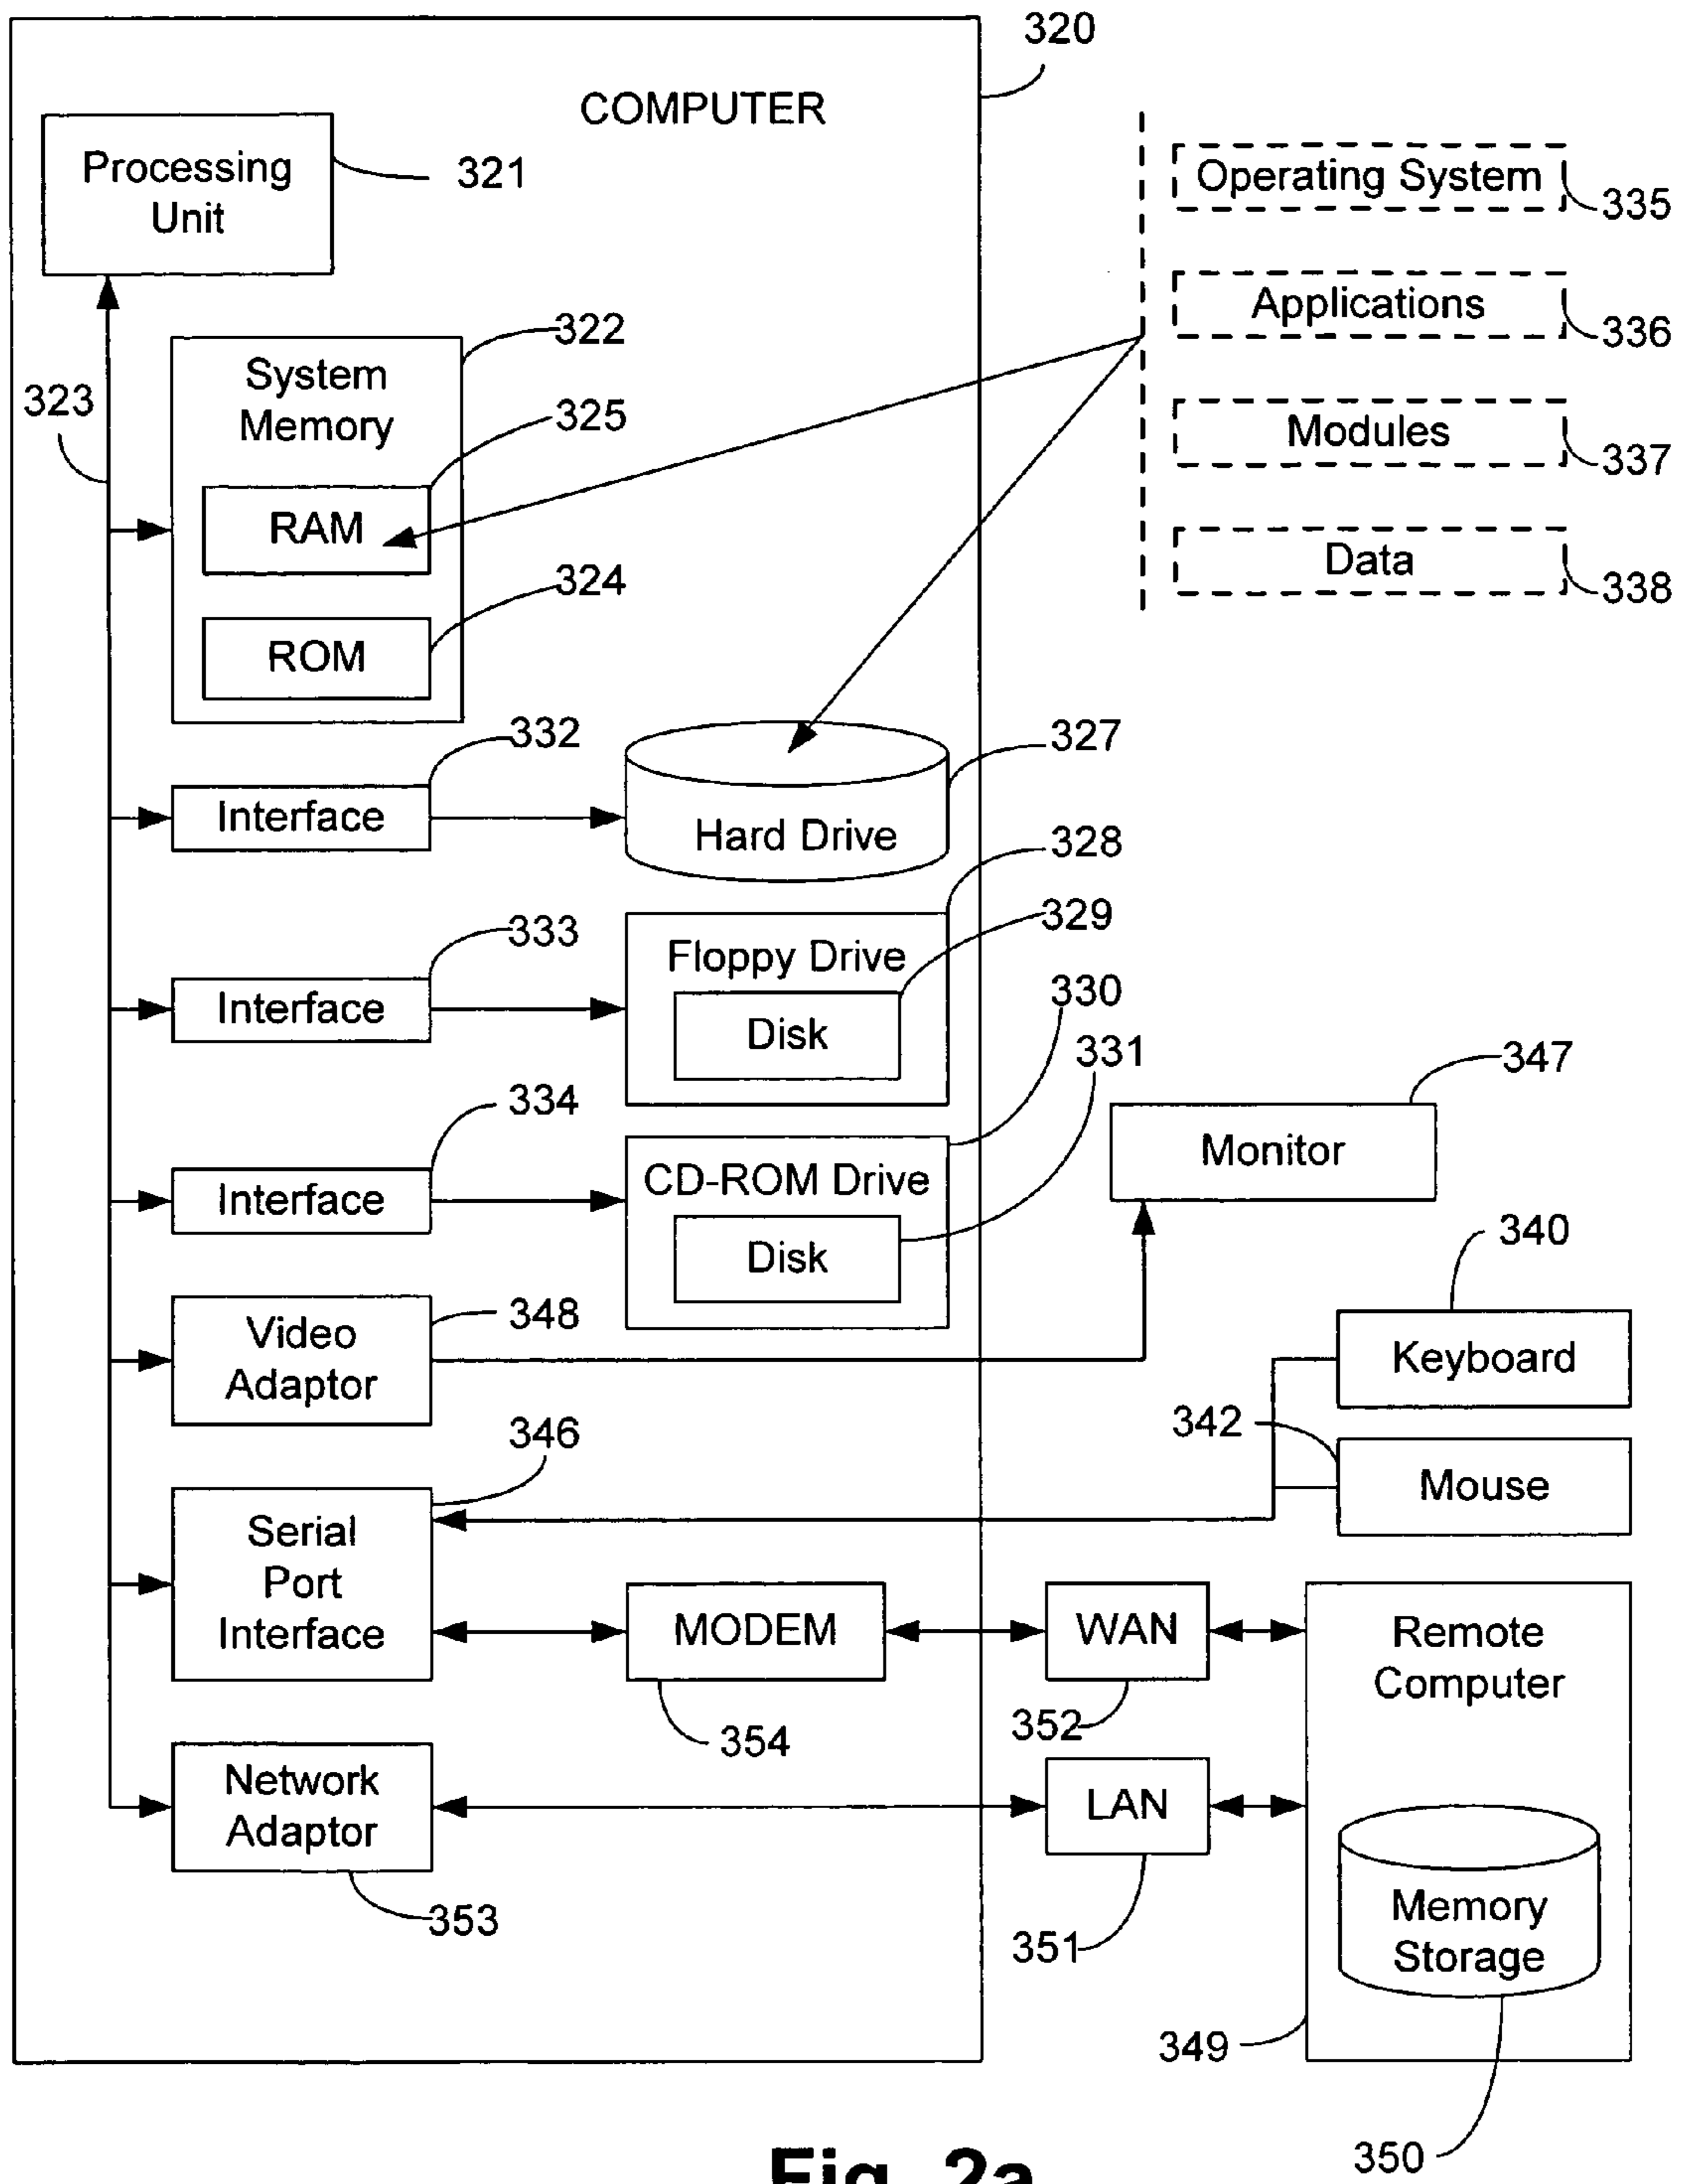 320
COMPUTER
Processing
Unit
321
Operating System
335
Applications
336
Modules
337
Data
338
322
System
Memory
323
325
RAM
324
ROM
332
Interface
327
Hard Drive
328
333
Interface
329
Floppy Drive
Disk
330
331
334
Interface
CD-ROM Drive
Disk
347
Monitor
340
Keyboard
348
Video
Adaptor
342
Mouse
346
Serial
Port
Interface
MODEM
354
WAN
352
Remote
Computer
Network
Adaptor
353
LAN
351
Memory
Storage
349
350
Fig. 2a